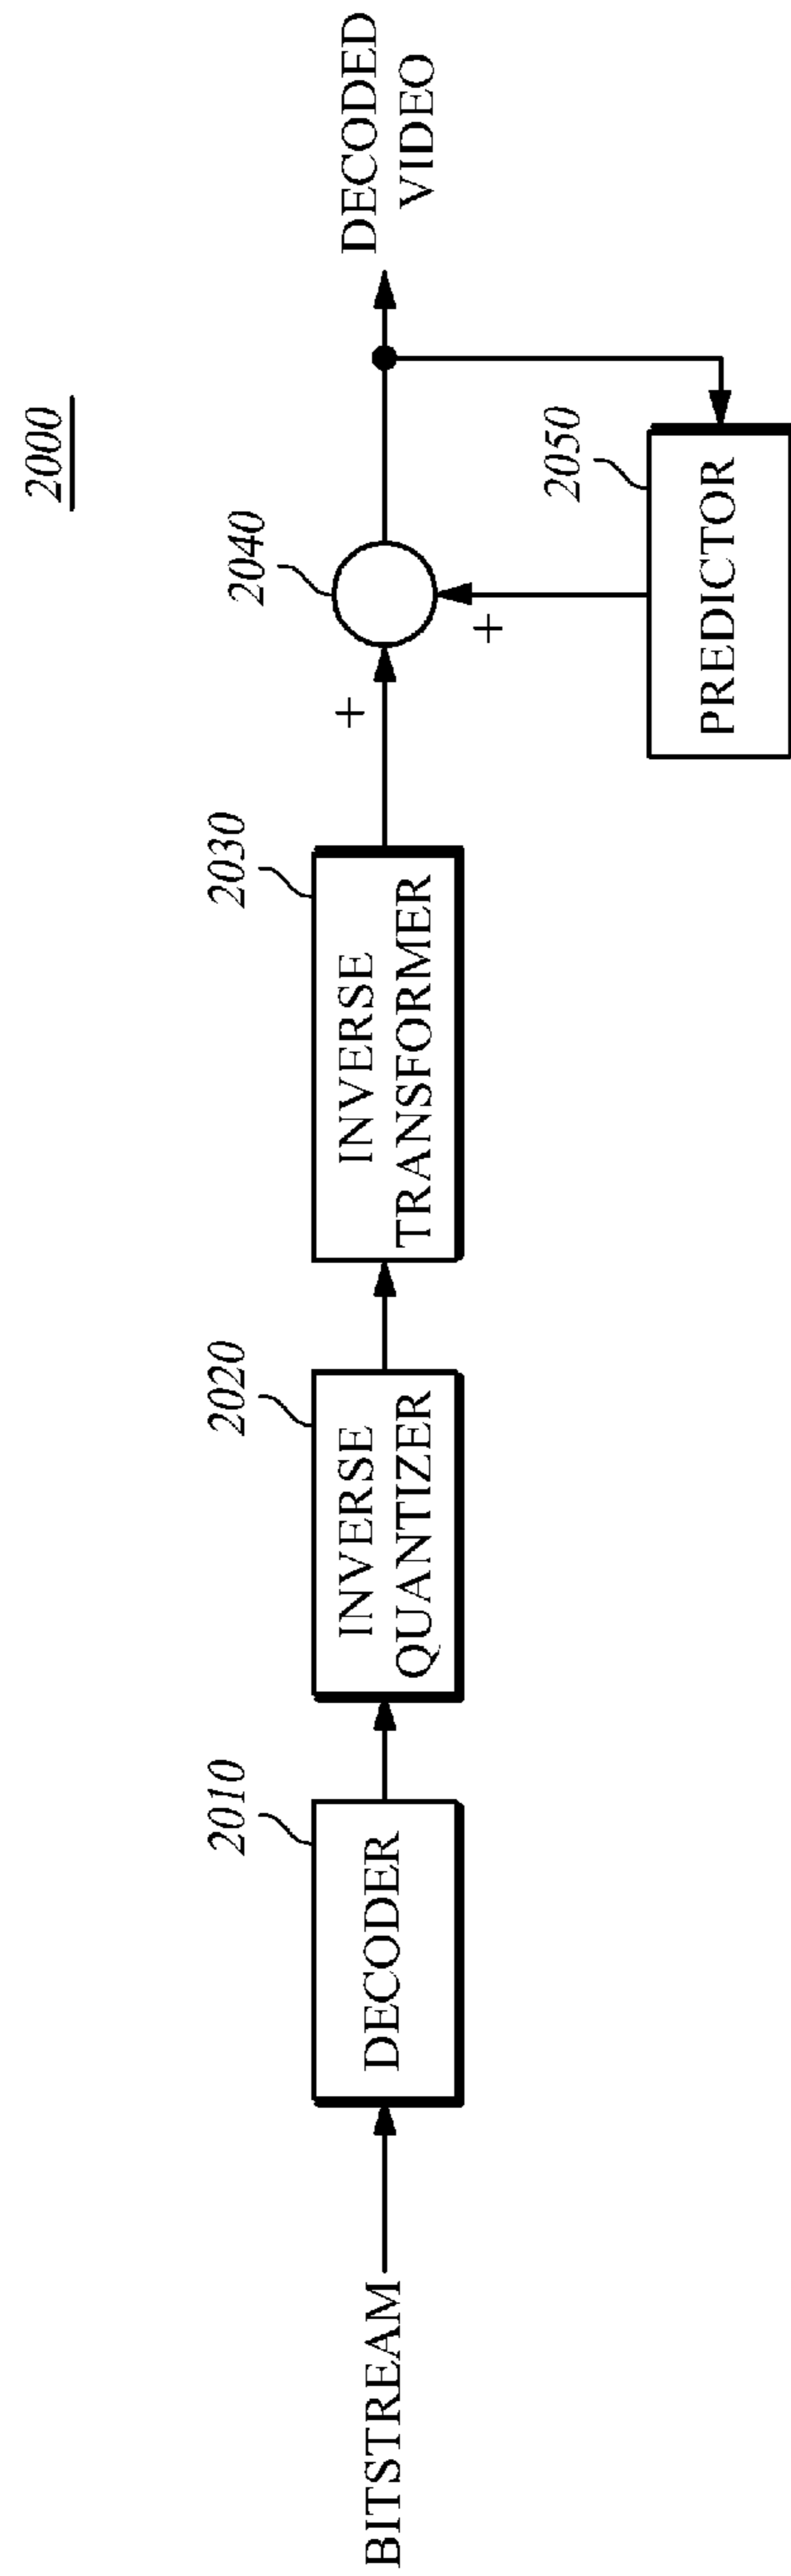 2000
BITSTREAM
2010
DECODER
2020
INVERSE
QUANTIZER
2030
INVERSE
TRANSFORMER
2040
+
+
DECODED
VIDEO
2050
PREDICTOR